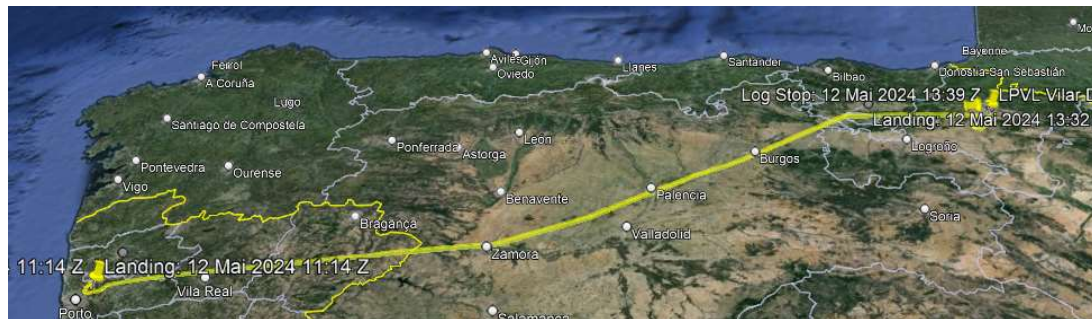 Ferrol
A Coruña
Lugo
Santiago de Compostela
Pontevedra
Ourense
Vigo
Aviles
Gijón
Oviedo
Llanes
Santander
Bilbao
Bayonne
Donostia San Sebastián
Log Stop: 12 Mai 2024 13:39 Z
LPVL Vilar D
Landing: 12 Mai 2024 13:32
Logroño
Ponferrada
Astorga
León
Burgos
Benavente
Palencia
Bragança
Soria
Valladolid
Zamora
11:14 Z
Landing: 12 Mai 2024 11:14 Z
Vila Real
Porto
Salamanca